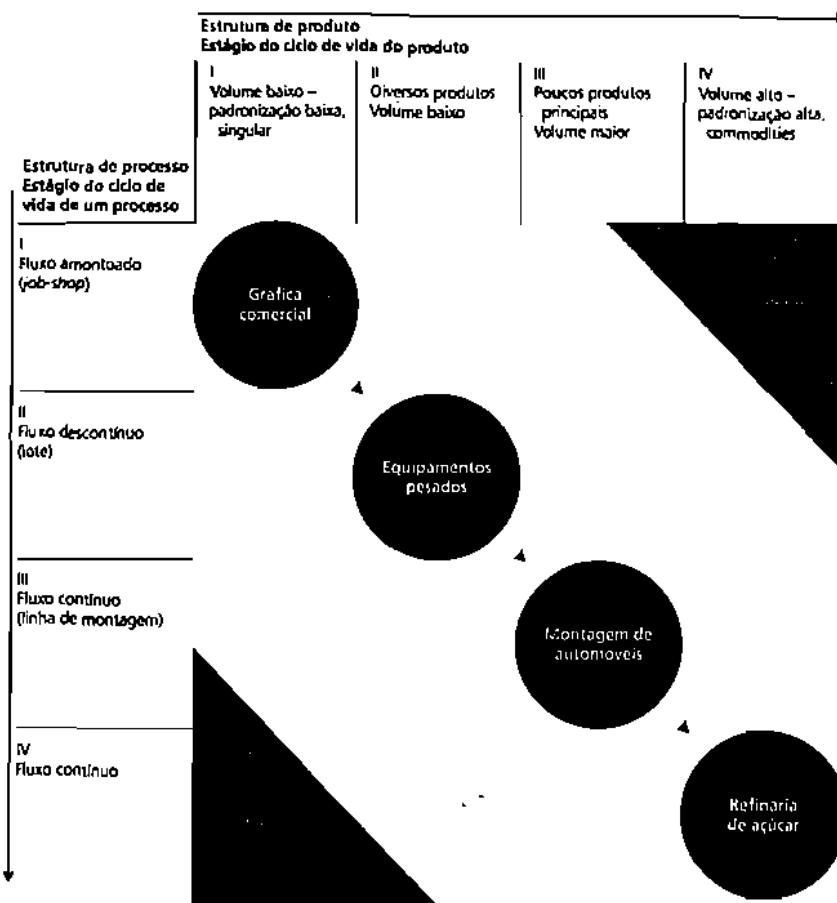 Estrutura de produto
Estágio do ciclo de vida do produto
I
Volume baixo –
padronização baixa,
singular
II
Diversos produtos
Volume baixo
III
Poucos produtos
principais
Volume maior
IV
Volume alto –
padronização alta,
commodities
Estrutura de processo
Estágio do ciclo de
vida de um processo
I
Fluxo amontoado
(job-shop)
Grafica
comercial
II
Fluxo descontínuo
(lote)
Equipamentos
pesados
III
Fluxo contínuo
(linha de montagem)
Montagem de
automoveis
IV
Fluxo contínuo
Refinaria
de açúcar